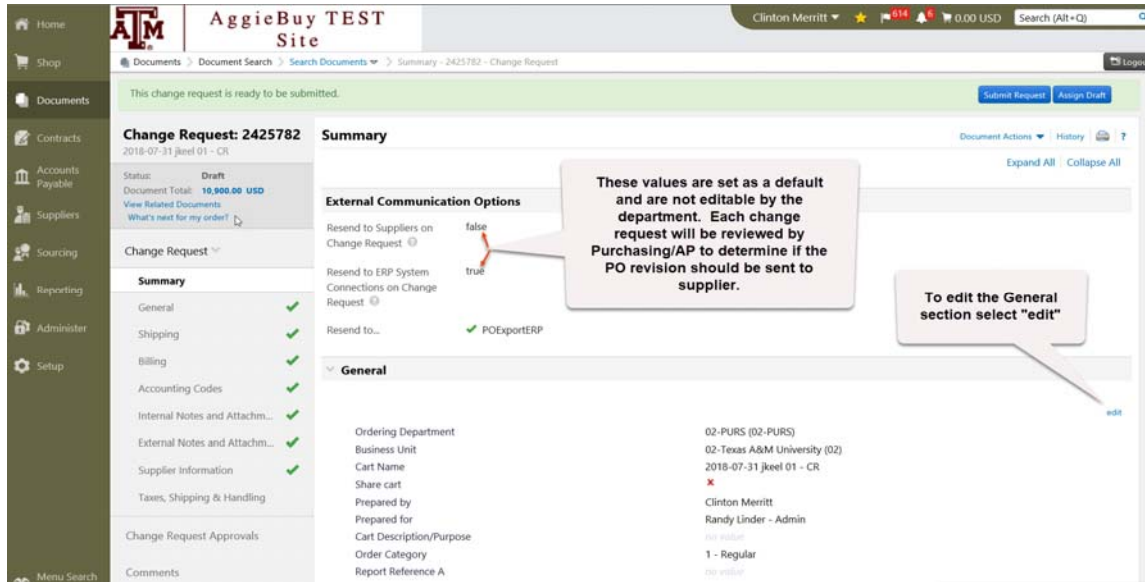 Home
Shop
Documents
Contracts
Accounts
Payable
Suppliers
Sourcing
Reporting
Administer
Setup
Menu Search
AM
AggieBuy TEST
Site
Clinton Merritt
614
6
0.00 USD
Search (Alt+Q)
Documents
Document Search
Search Documents
Summary - 2425782 - Change Request
Logou
This change request is ready to be submitted.
Submit Request
Assign Draft
Change Request: 2425782
2018-07-31 jkeel 01 - CR
Status: Draft
Document Total: 10,900.00 USD
View Related Documents
What's next for my order?
Change Request
Summary
General
Shipping
Billing
Accounting Codes
Internal Notes and Attachm...
External Notes and Attachm...
Supplier Information
Taxes, Shipping & Handling
Change Request Approvals
Comments
Summary
Document Actions
History
?
Expand All
Collapse All
External Communication Options
Resend to Suppliers on false
Change Request
Resend to ERP System true
Connections on Change
Request
Resend to... POExportERP
These values are set as a default
and are not editable by the
department. Each change
request will be reviewed by
Purchasing/AP to determine if the
PO revision should be sent to
supplier.
To edit the General
section select "edit"
General
edit
Ordering Department 02-PURS (02-PURS)
Business Unit 02-Texas A&M University (02)
Cart Name 2018-07-31 jkeel 01 - CR
Share cart
Prepared by Clinton Merritt
Prepared for Randy Linder - Admin
Cart Description/Purpose no value
Order Category 1 - Regular
Report Reference A no value